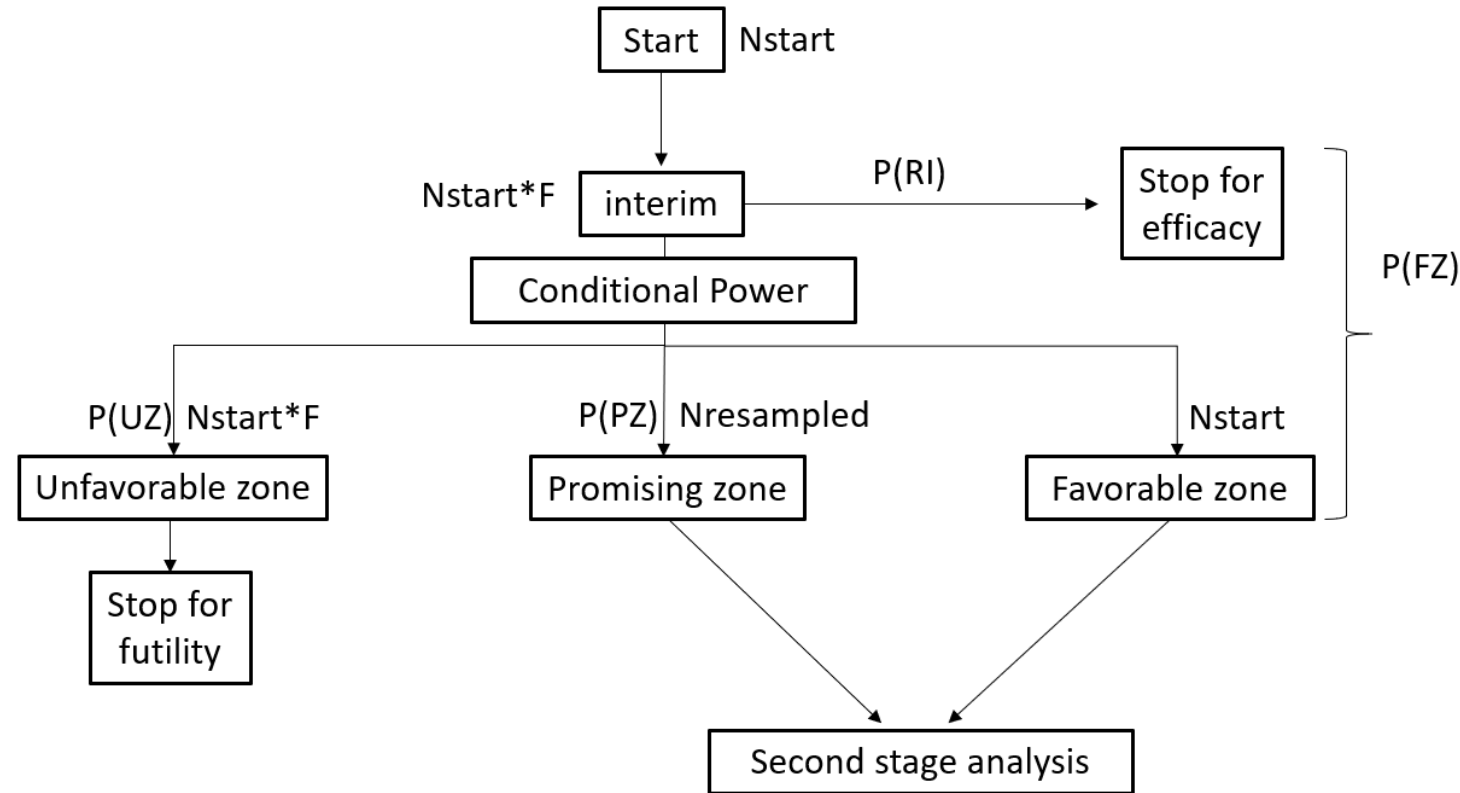 Start
Nstart
Nstart*F
interim
P(RI)
Stop for
efficacy
P(FZ)
Conditional Power
P(UZ)
Nstart*F
P(PZ)
Nresampled
Nstart
Unfavorable zone
Promising zone
Favorable zone
Stop for
futility
Second stage analysis